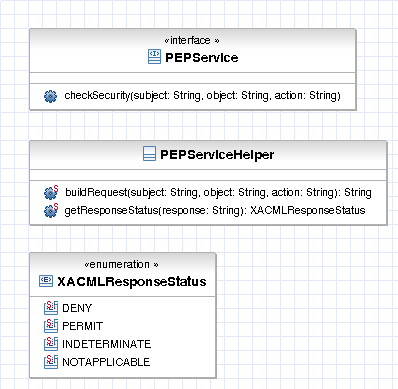 «interface »
PEPService
checkSecurity(subject: String, object: String, action: String)
PEPServiceHelper
buildRequest(subject: String, object: String, action: String): String
getResponseStatus(response: String): XACMLResponseStatus
«enumeration »
XACMLResponseStatus
DENY
PERMIT
INDETERMINATE
NOTAPPLICABLE